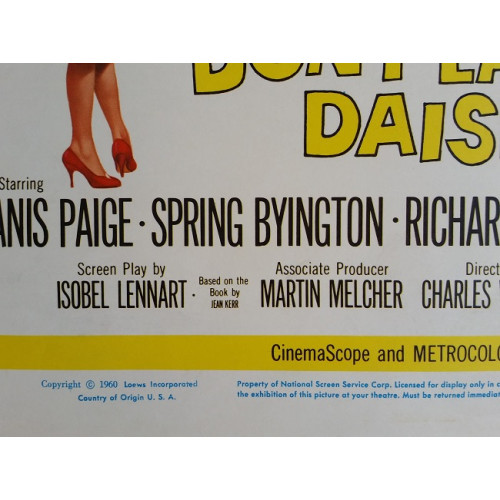 DON'T EA
DAIS
Starring
ANIS PAIGE · SPRING BYINGTON · RICHAR
Screen Play by
ISOBEL LENNART ·
Based on the
Book by
JEAN KERR
·
Associate Producer
MARTIN MELCHER
Direct
CHARLES
CinemaScope and METROCOLO
Copyright © 1960 Loews Incorporated
Country of Origin U. S. A.
Property of National Screen Service Corp. Licensed for display only in c
the exhibition of this picture at your theatre. Must be returned immediat